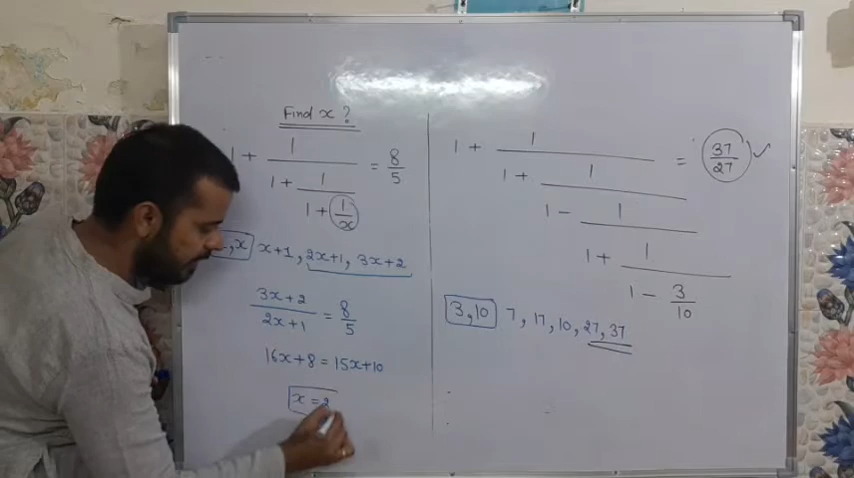 Find x?
1 + 1 / (1 + 1 / (1 + 1/x)) = 8/5
, x x+1, 2x+1, 3x+2
3x+2 / 2x+1 = 8/5
16x+8 = 15x+10
x = 2
1 + 1 / (1 + 1 / (1 - 1 / (1 + 1 / (1 - 3/10)))) = 37/27 ✓
3, 10 7, 17, 10, 27, 37